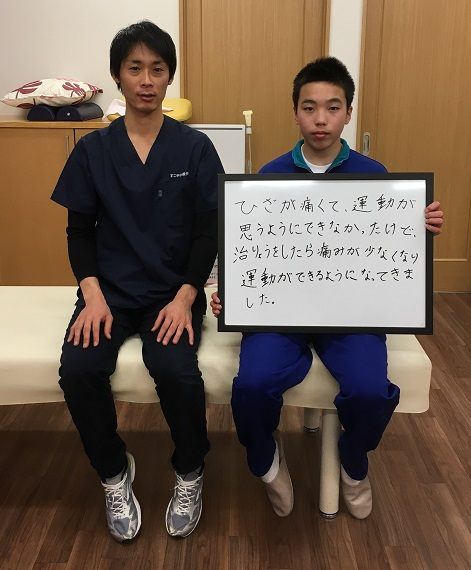 ひざが痛くて、運動が
思うようにできなかったけど、
治りょうをしたら痛みが少なくなり
運動ができるようになってきま
した。